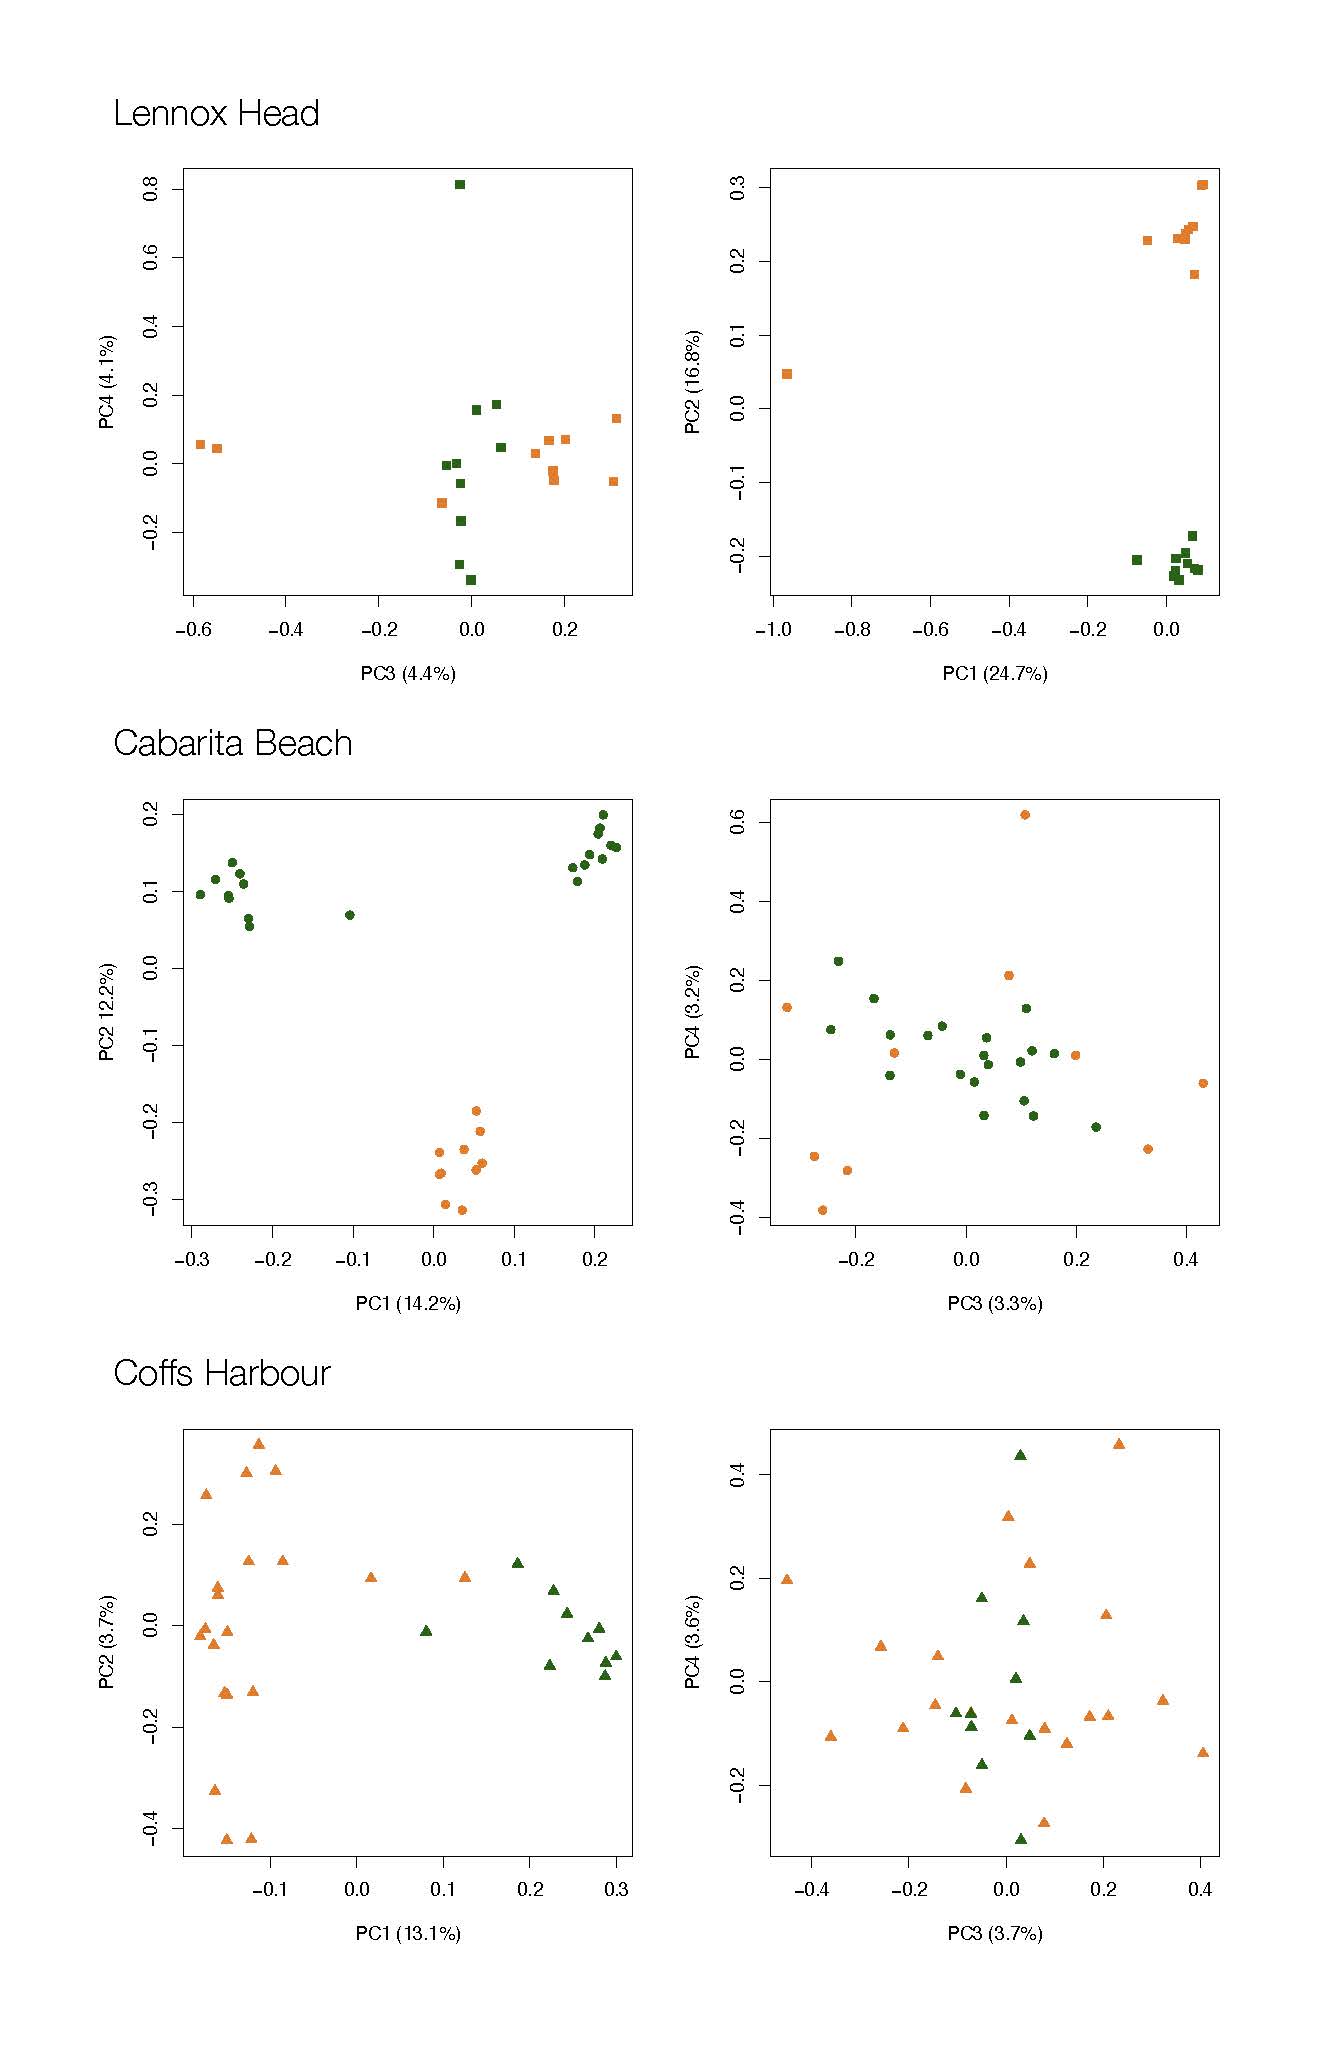 Lennox Head
0.8
0.6
0.4
0.2
0.0
−0.2
PC4 (4.1%)
−0.6 −0.4 −0.2 0.0 0.2
PC3 (4.4%)
0.3
0.2
0.1
0.0
−0.1
−0.2
PC2 (16.8%)
−1.0 −0.8 −0.6 −0.4 −0.2 0.0
PC1 (24.7%)
Cabarita Beach
0.2
0.1
0.0
−0.1
−0.2
−0.3
PC2 12.2%)
−0.3 −0.2 −0.1 0.0 0.1 0.2
PC1 (14.2%)
0.6
0.4
0.2
0.0
−0.2
−0.4
PC4 (3.2%)
−0.2 0.0 0.2 0.4
PC3 (3.3%)
Coffs Harbour
0.2
0.0
−0.2
−0.4
PC2 (3.7%)
−0.1 0.0 0.1 0.2 0.3
PC1 (13.1%)
0.4
0.2
0.0
−0.2
PC4 (3.6%)
−0.4 −0.2 0.0 0.2 0.4
PC3 (3.7%)